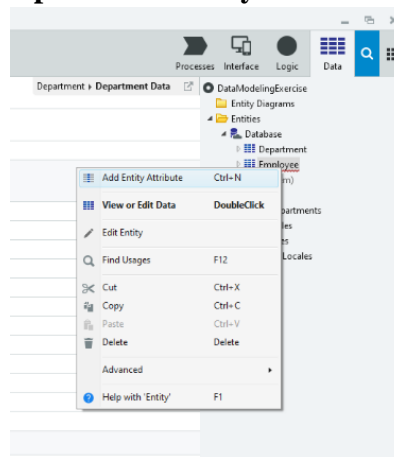 Processes Interface Logic Data
Department Department Data
DataModelingExercise
Entity Diagrams
Entities
Database
Department
Employee
Add Entity Attribute Ctrl+N
m)
View or Edit Data DoubleClick
partments
les
Edit Entity
es
Find Usages F12
Locales
Cut Ctrl+X
Copy Ctrl+C
Paste Ctrl+V
Delete Delete
Advanced
Help with 'Entity' F1